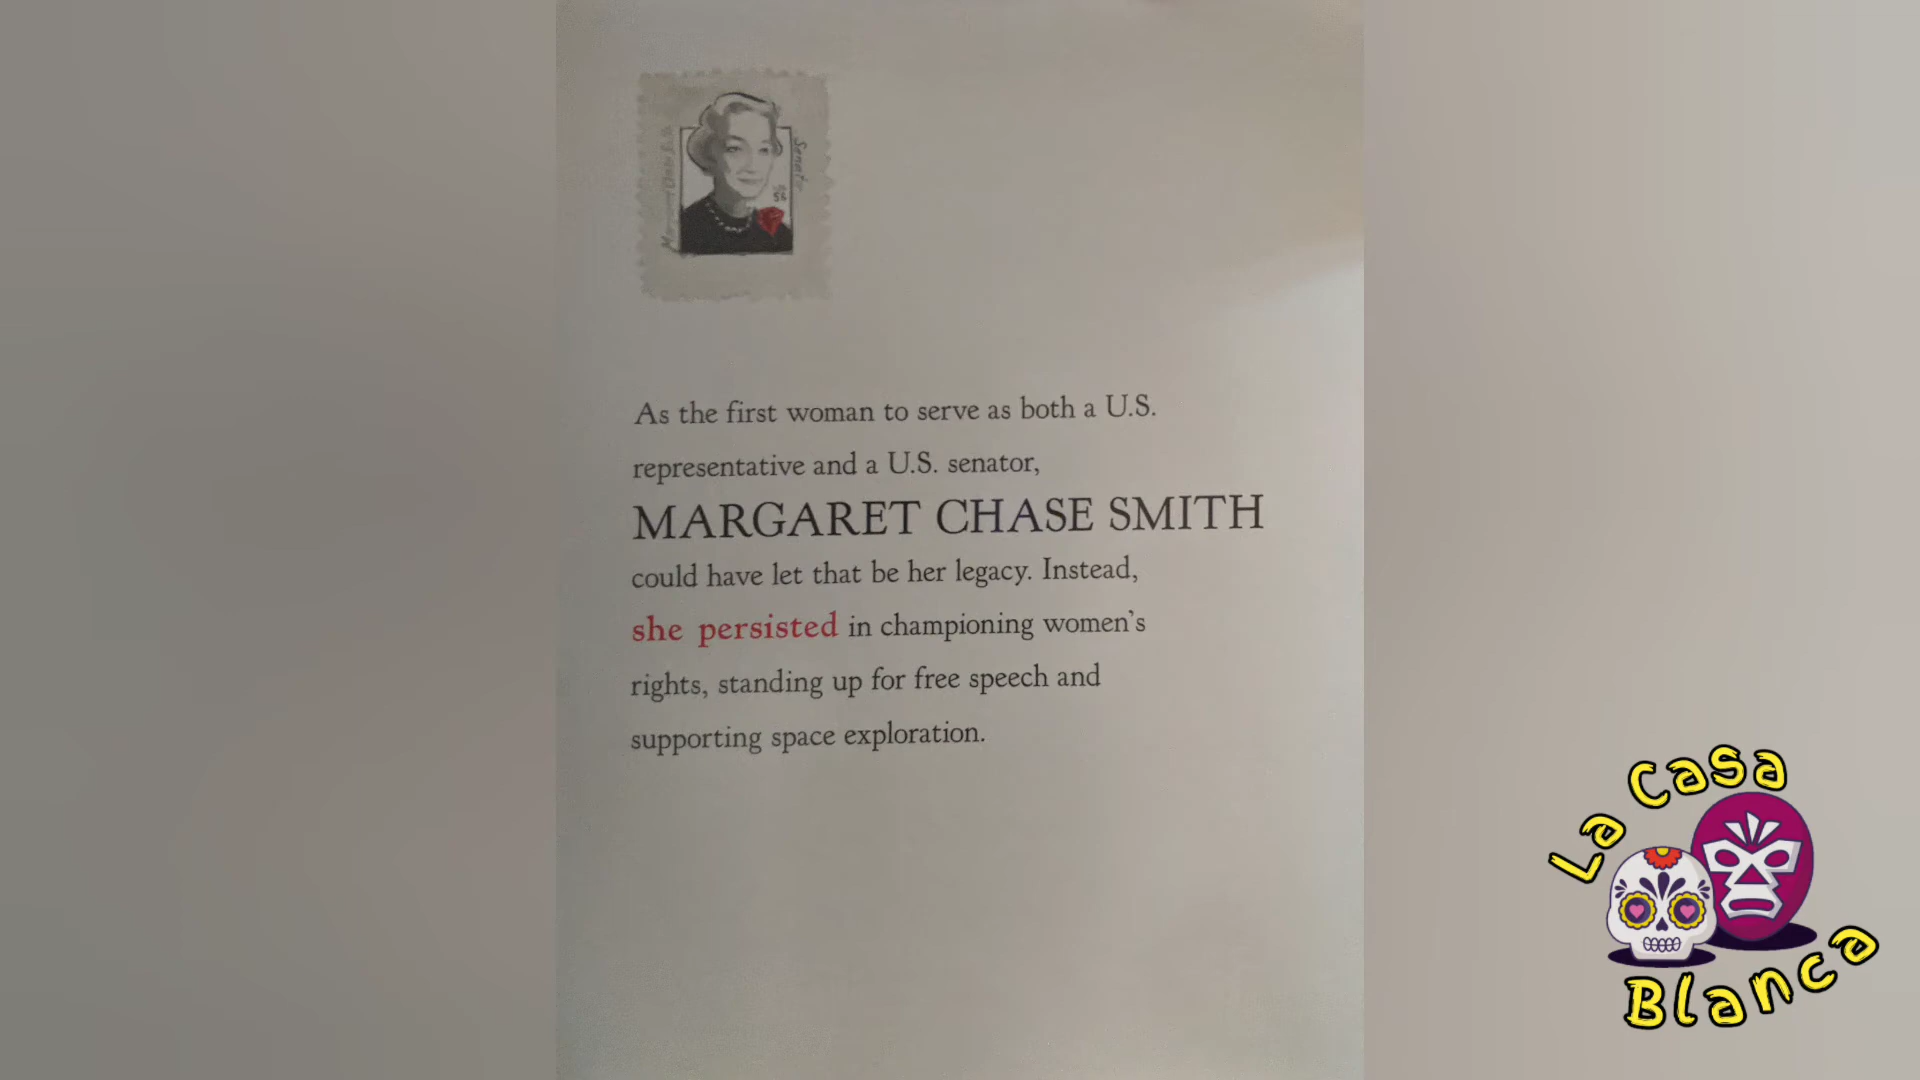 Senate
As the first woman to serve as both a U.S.
representative and a U.S. senator,
MARGARET CHASE SMITH
could have let that be her legacy. Instead,
she persisted in championing women's
rights, standing up for free speech and
supporting space exploration.
La Casa
Blanca